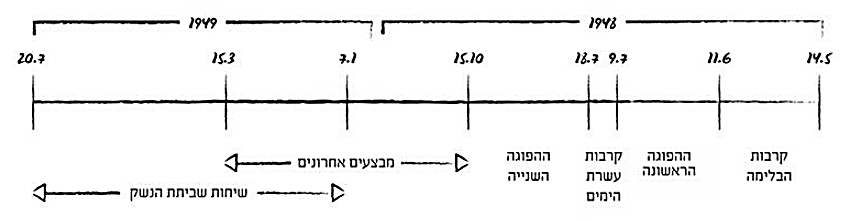 1948
1949
14.5
11.6
9.7
18.7
15.10
7.1
15.3
20.7
קרבות
הבלימה
ההפוגה
הראשונה
קרבות
עשרת
הימים
ההפוגה
השנייה
מבצעים אחרונים
שיחות שביתת הנשק